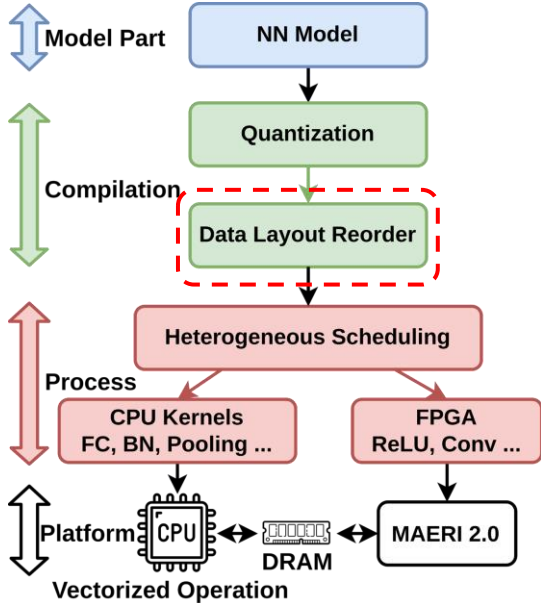 Model Part
NN Model
Quantization
Compilation
Data Layout Reorder
Heterogeneous Scheduling
Process
CPU Kernels
FC, BN, Pooling ...
FPGA
ReLU, Conv ...
Platform
CPU
DRAM
MAERI 2.0
Vectorized Operation